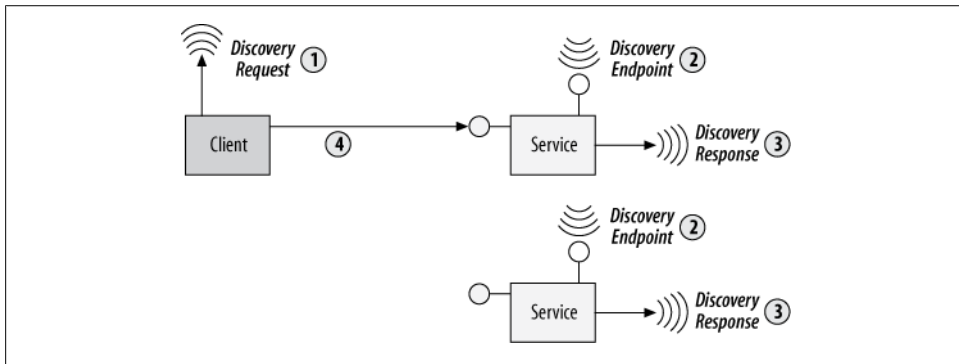 Discovery
Request 1
Discovery
Endpoint 2
Client
4
Service
Discovery
Response 3
Discovery
Endpoint 2
Service
Discovery
Response 3